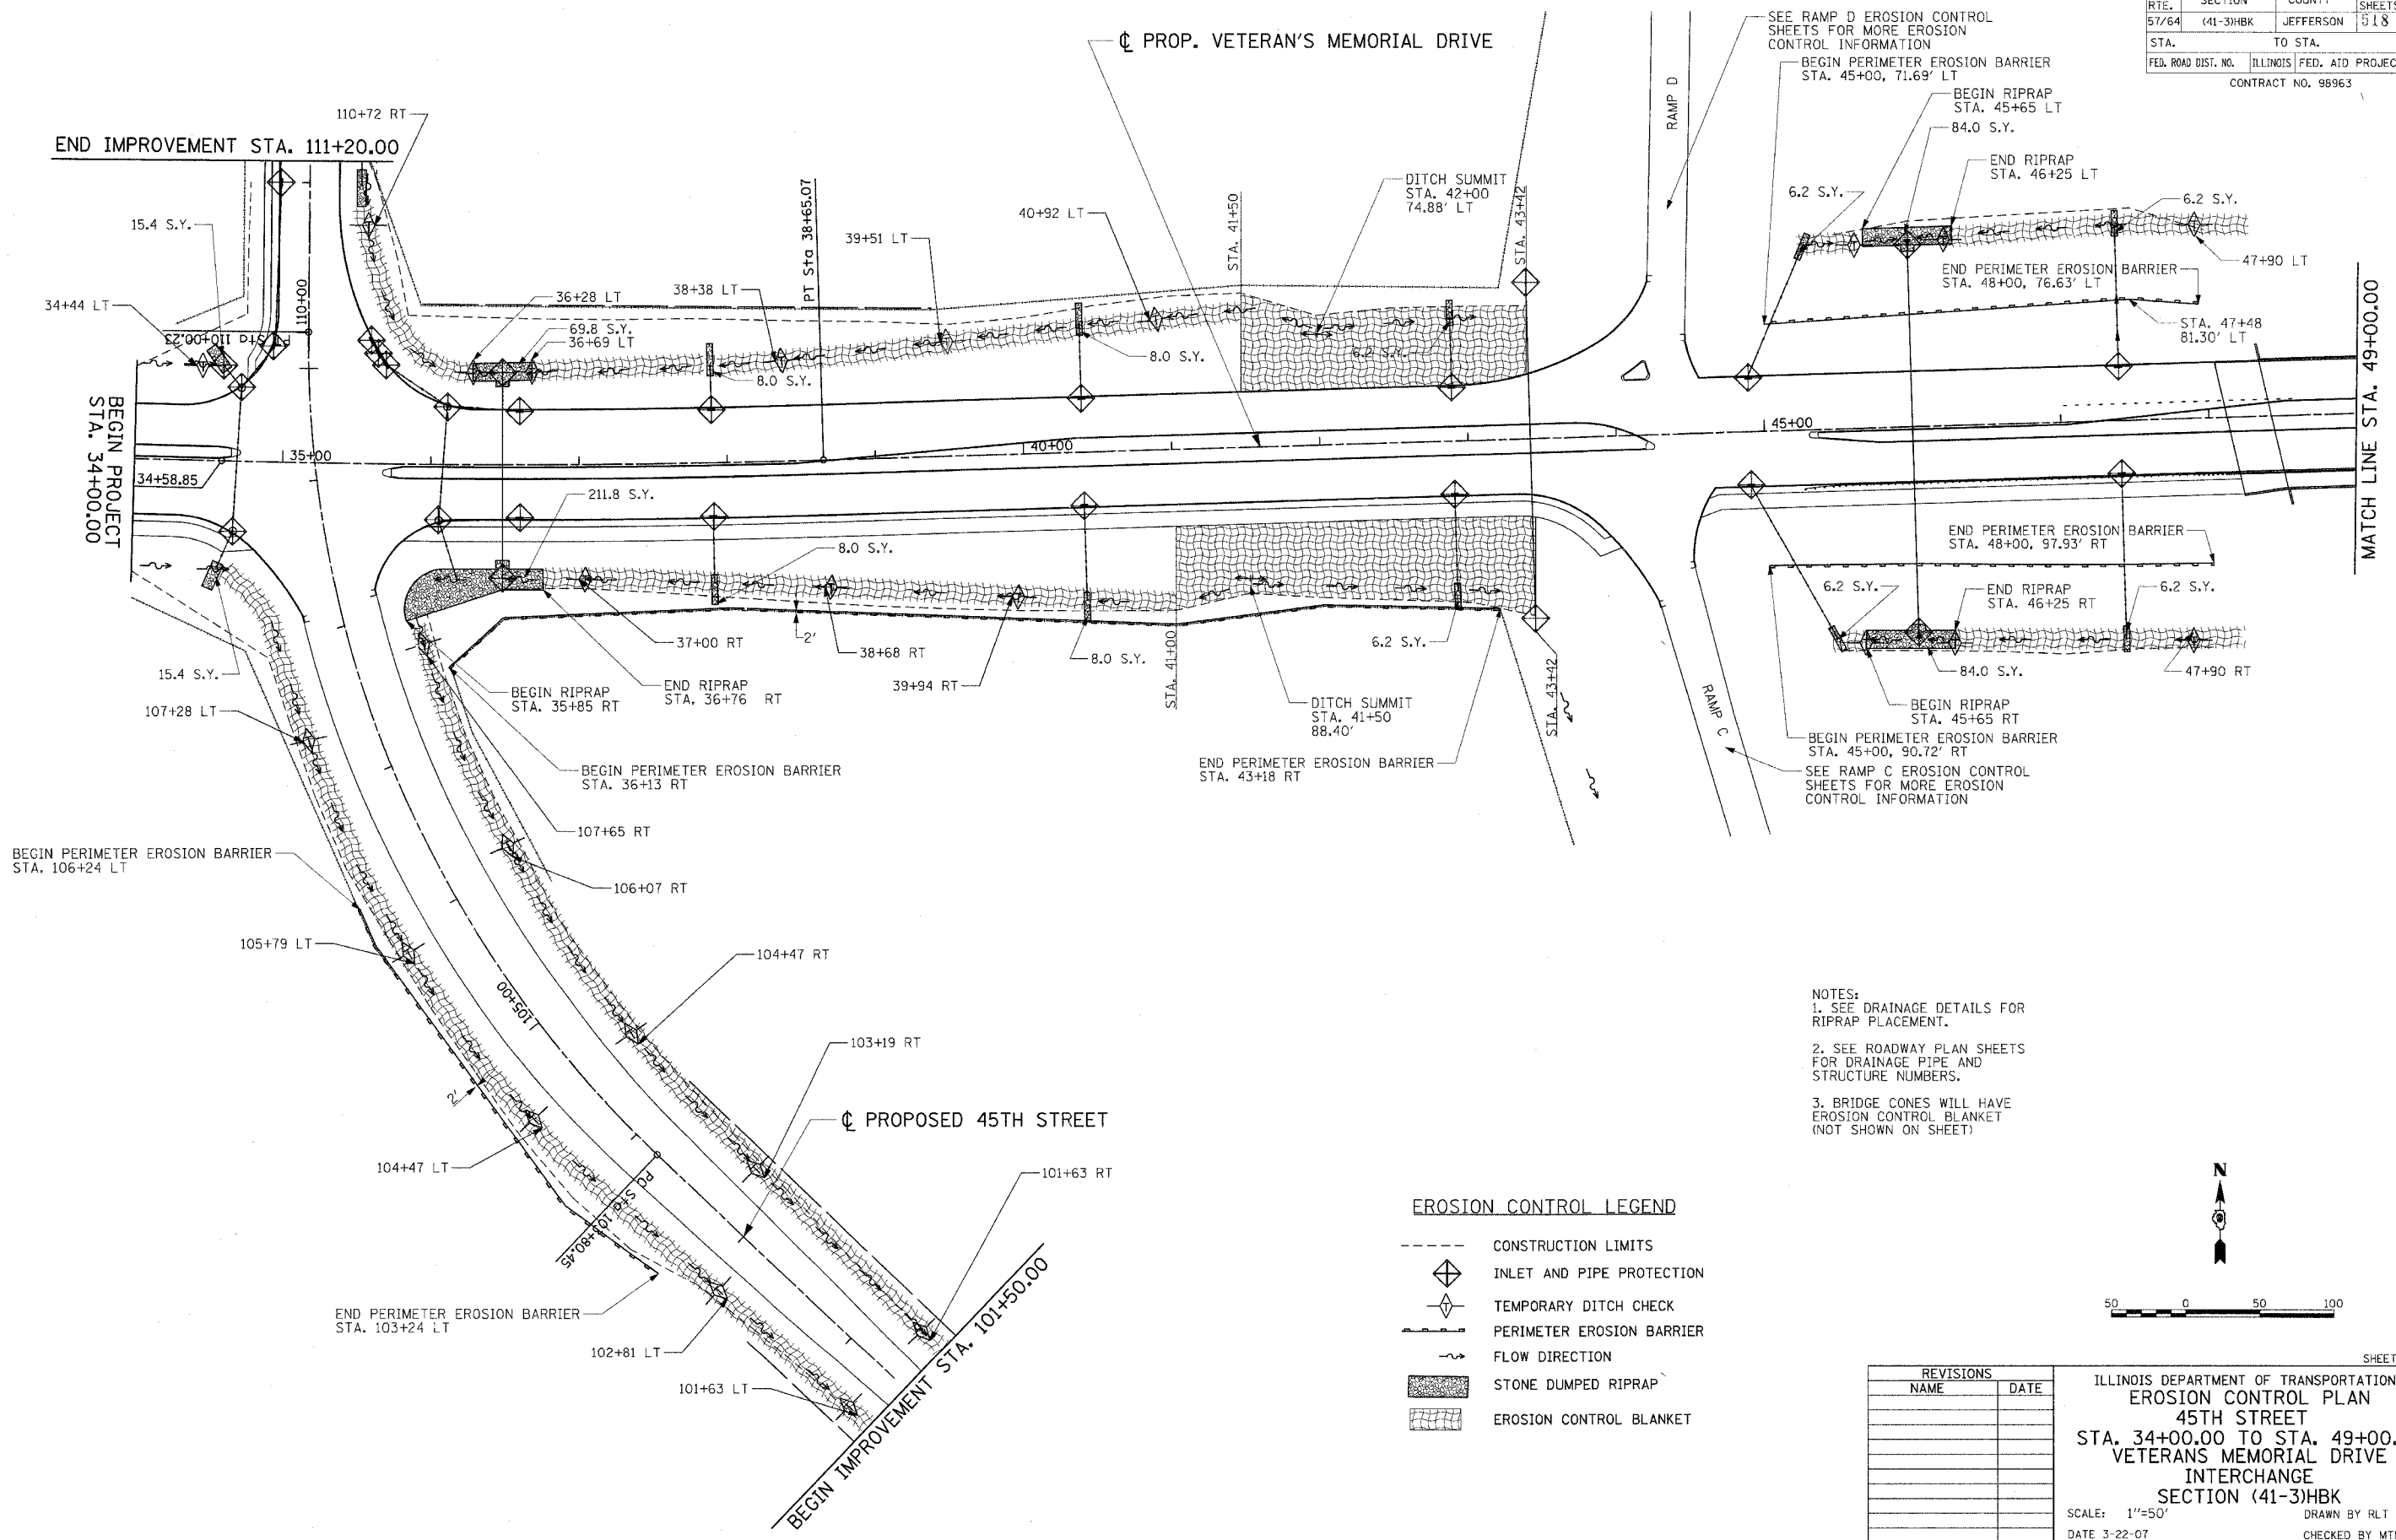 RTE.
SECTION
COUNTY
SHEETS
57/64
(41-3)HBK
JEFFERSON
518
STA.
TO STA.
FED. ROAD DIST. NO.
ILLINOIS
FED. AID PROJEC
CONTRACT NO. 98963
℄ PROP. VETERAN'S MEMORIAL DRIVE
SEE RAMP D EROSION CONTROL
SHEETS FOR MORE EROSION
CONTROL INFORMATION
BEGIN PERIMETER EROSION BARRIER
STA. 45+00, 71.69' LT
BEGIN RIPRAP
STA. 45+65 LT
84.0 S.Y.
END RIPRAP
STA. 46+25 LT
6.2 S.Y.
6.2 S.Y.
47+90 LT
END PERIMETER EROSION BARRIER
STA. 48+00, 76.63' LT
STA. 47+48
81.30' LT
RAMP D
110+72 RT
END IMPROVEMENT STA. 111+20.00
15.4 S.Y.
34+44 LT
110+00
PT Sta 110+00.23
BEGIN PROJECT
STA. 34+00.00
34+58.85
35+00
36+28 LT
69.8 S.Y.
36+69 LT
38+38 LT
8.0 S.Y.
PT Sta 38+65.07
39+51 LT
40+92 LT
8.0 S.Y.
STA. 41+50
DITCH SUMMIT
STA. 42+00
74.88' LT
STA. 43+42
6.2 S.Y.
40+00
45+00
MATCH LINE STA. 49+00.00
211.8 S.Y.
8.0 S.Y.
37+00 RT
2'
38+68 RT
39+94 RT
8.0 S.Y.
STA. 41+00
6.2 S.Y.
STA. 43+42
DITCH SUMMIT
STA. 41+50
88.40'
END PERIMETER EROSION BARRIER
STA. 43+18 RT
END PERIMETER EROSION BARRIER
STA. 48+00, 97.93' RT
6.2 S.Y.
END RIPRAP
STA. 46+25 RT
6.2 S.Y.
84.0 S.Y.
47+90 RT
BEGIN RIPRAP
STA. 45+65 RT
BEGIN PERIMETER EROSION BARRIER
STA. 45+00, 90.72' RT
SEE RAMP C EROSION CONTROL
SHEETS FOR MORE EROSION
CONTROL INFORMATION
RAMP C
15.4 S.Y.
107+28 LT
BEGIN RIPRAP
STA. 35+85 RT
END RIPRAP
STA. 36+76 RT
BEGIN PERIMETER EROSION BARRIER
STA. 36+13 RT
107+65 RT
106+07 RT
BEGIN PERIMETER EROSION BARRIER
STA. 106+24 LT
105+79 LT
104+47 RT
105+00
103+19 RT
2'
℄ PROPOSED 45TH STREET
104+47 LT
PC Sta 103+80.45
101+63 RT
END PERIMETER EROSION BARRIER
STA. 103+24 LT
102+81 LT
101+63 LT
BEGIN IMPROVEMENT STA. 101+50.00
NOTES:
1. SEE DRAINAGE DETAILS FOR
RIPRAP PLACEMENT.
2. SEE ROADWAY PLAN SHEETS
FOR DRAINAGE PIPE AND
STRUCTURE NUMBERS.
3. BRIDGE CONES WILL HAVE
EROSION CONTROL BLANKET
(NOT SHOWN ON SHEET)
EROSION CONTROL LEGEND
CONSTRUCTION LIMITS
INLET AND PIPE PROTECTION
T
TEMPORARY DITCH CHECK
PERIMETER EROSION BARRIER
FLOW DIRECTION
STONE DUMPED RIPRAP
EROSION CONTROL BLANKET
N
50 0 50 100
SHEET
REVISIONS
NAME
DATE
ILLINOIS DEPARTMENT OF TRANSPORTATION
EROSION CONTROL PLAN
45TH STREET
STA. 34+00.00 TO STA. 49+00.
VETERANS MEMORIAL DRIVE
INTERCHANGE
SECTION (41-3)HBK
SCALE: 1"=50'
DRAWN BY RLT
DATE 3-22-07
CHECKED BY MT